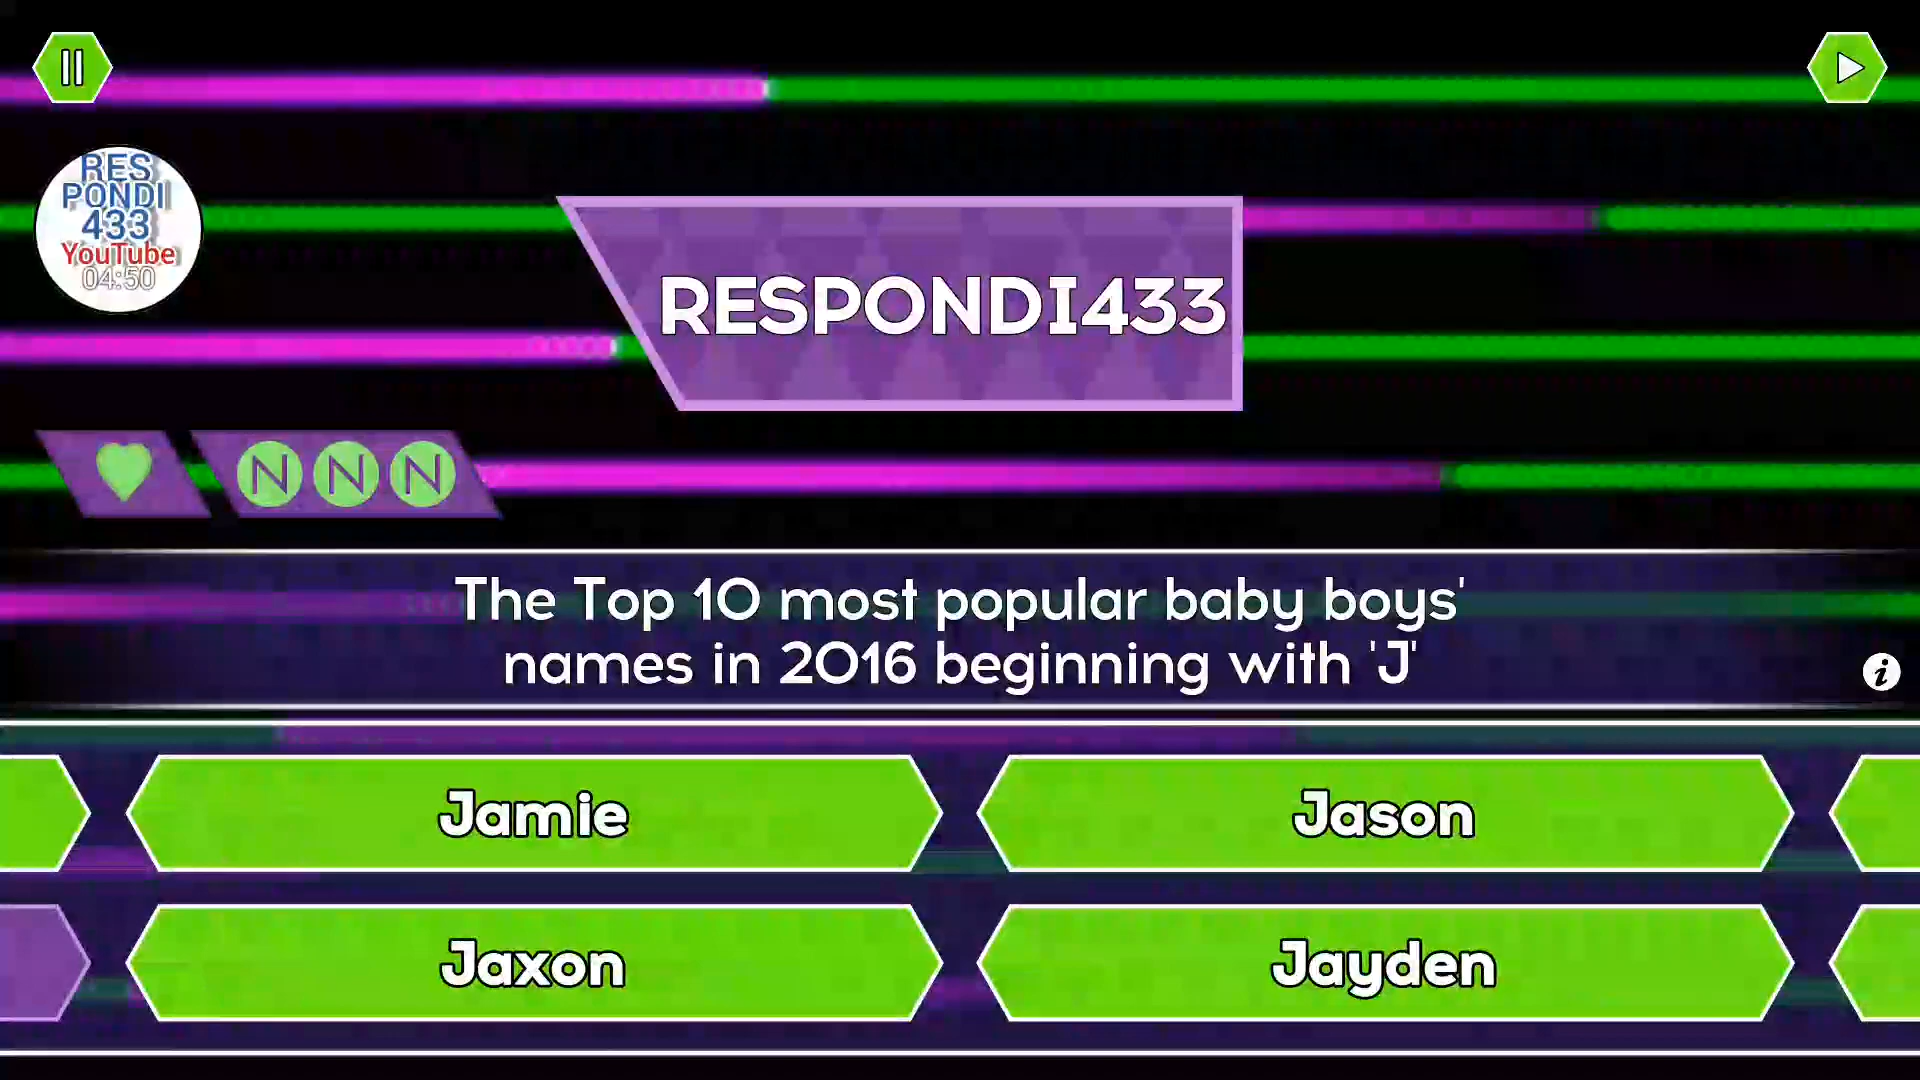 RES
PONDI
433
YouTube
04:50
RESPONDI433
N N N
The Top 10 most popular baby boys'
names in 2016 beginning with 'J'
i
Jamie
Jason
Jaxon
Jayden